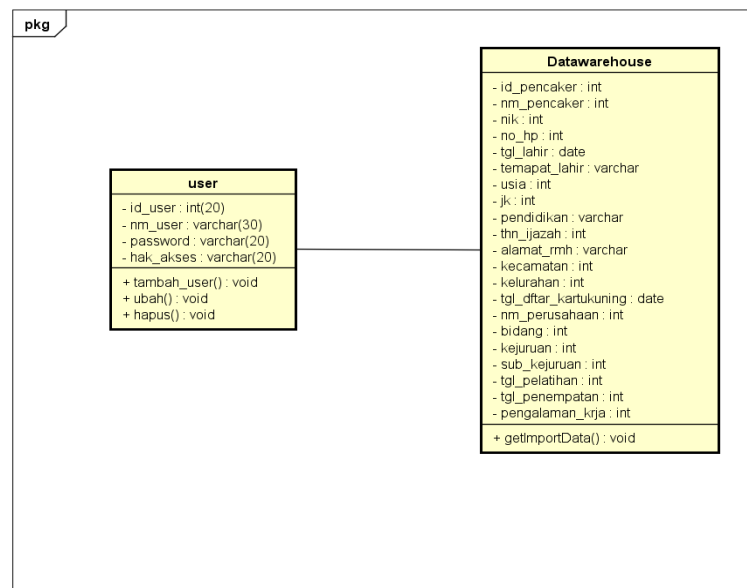 pkg
user
- id_user : int(20)
- nm_user : varchar(30)
- password : varchar(20)
- hak_akses : varchar(20)
+ tambah_user() : void
+ ubah() : void
+ hapus() : void
Datawarehouse
- id_pencaker : int
- nm_pencaker : int
- nik : int
- no_hp : int
- tgl_lahir : date
- temapat_lahir : varchar
- usia : int
- jk : int
- pendidikan : varchar
- thn_ijazah : int
- alamat_rmh : varchar
- kecamatan : int
- kelurahan : int
- tgl_dftar_kartukuning : date
- nm_perusahaan : int
- bidang : int
- kejuruan : int
- sub_kejuruan : int
- tgl_pelatihan : int
- tgl_penempatan : int
- pengalaman_krja : int
+ getImportData() : void